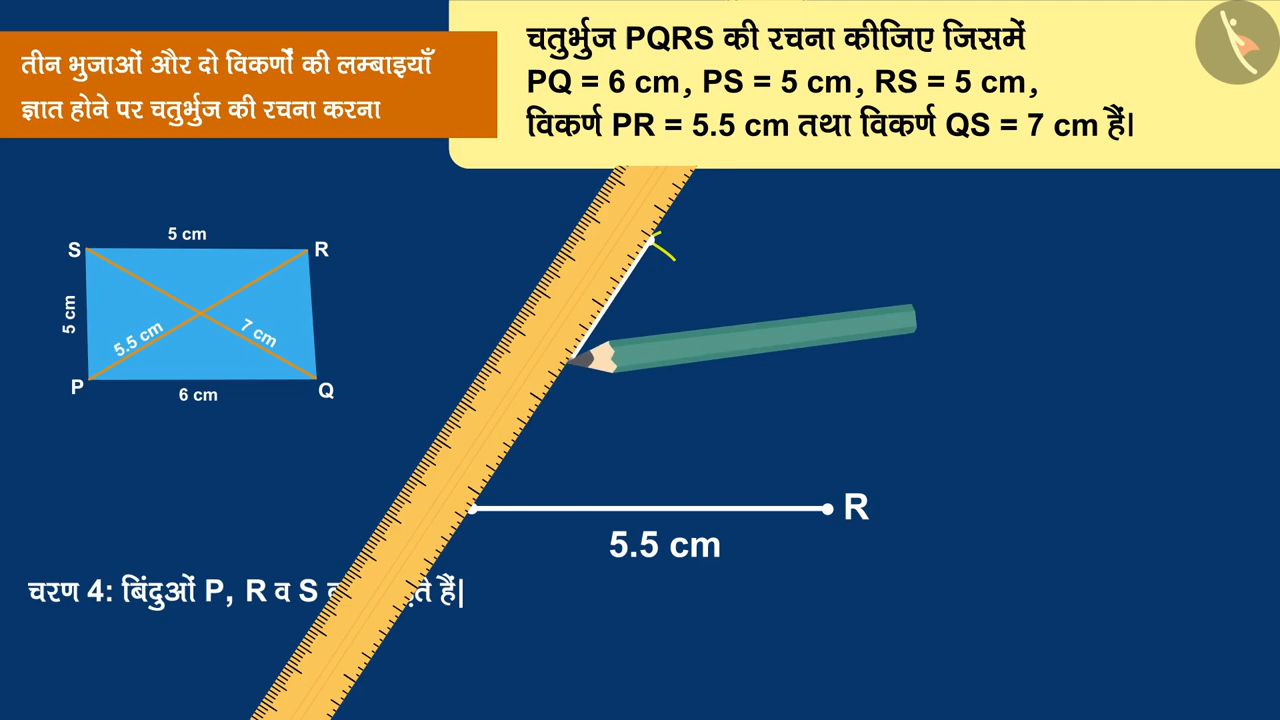 तीन भुजाओं और दो विकर्णों की लम्बाइयाँ
ज्ञात होने पर चतुर्भुज की रचना करना
चतुर्भुज PQRS की रचना कीजिए जिसमें
PQ = 6 cm, PS = 5 cm, RS = 5 cm,
विकर्ण PR = 5.5 cm तथा विकर्ण QS = 7 cm हैं।
5 cm
S
R
5 cm
5.5 cm
7 cm
P
Q
6 cm
R
5.5 cm
चरण 4: बिंदुओं P, R व S हैं|